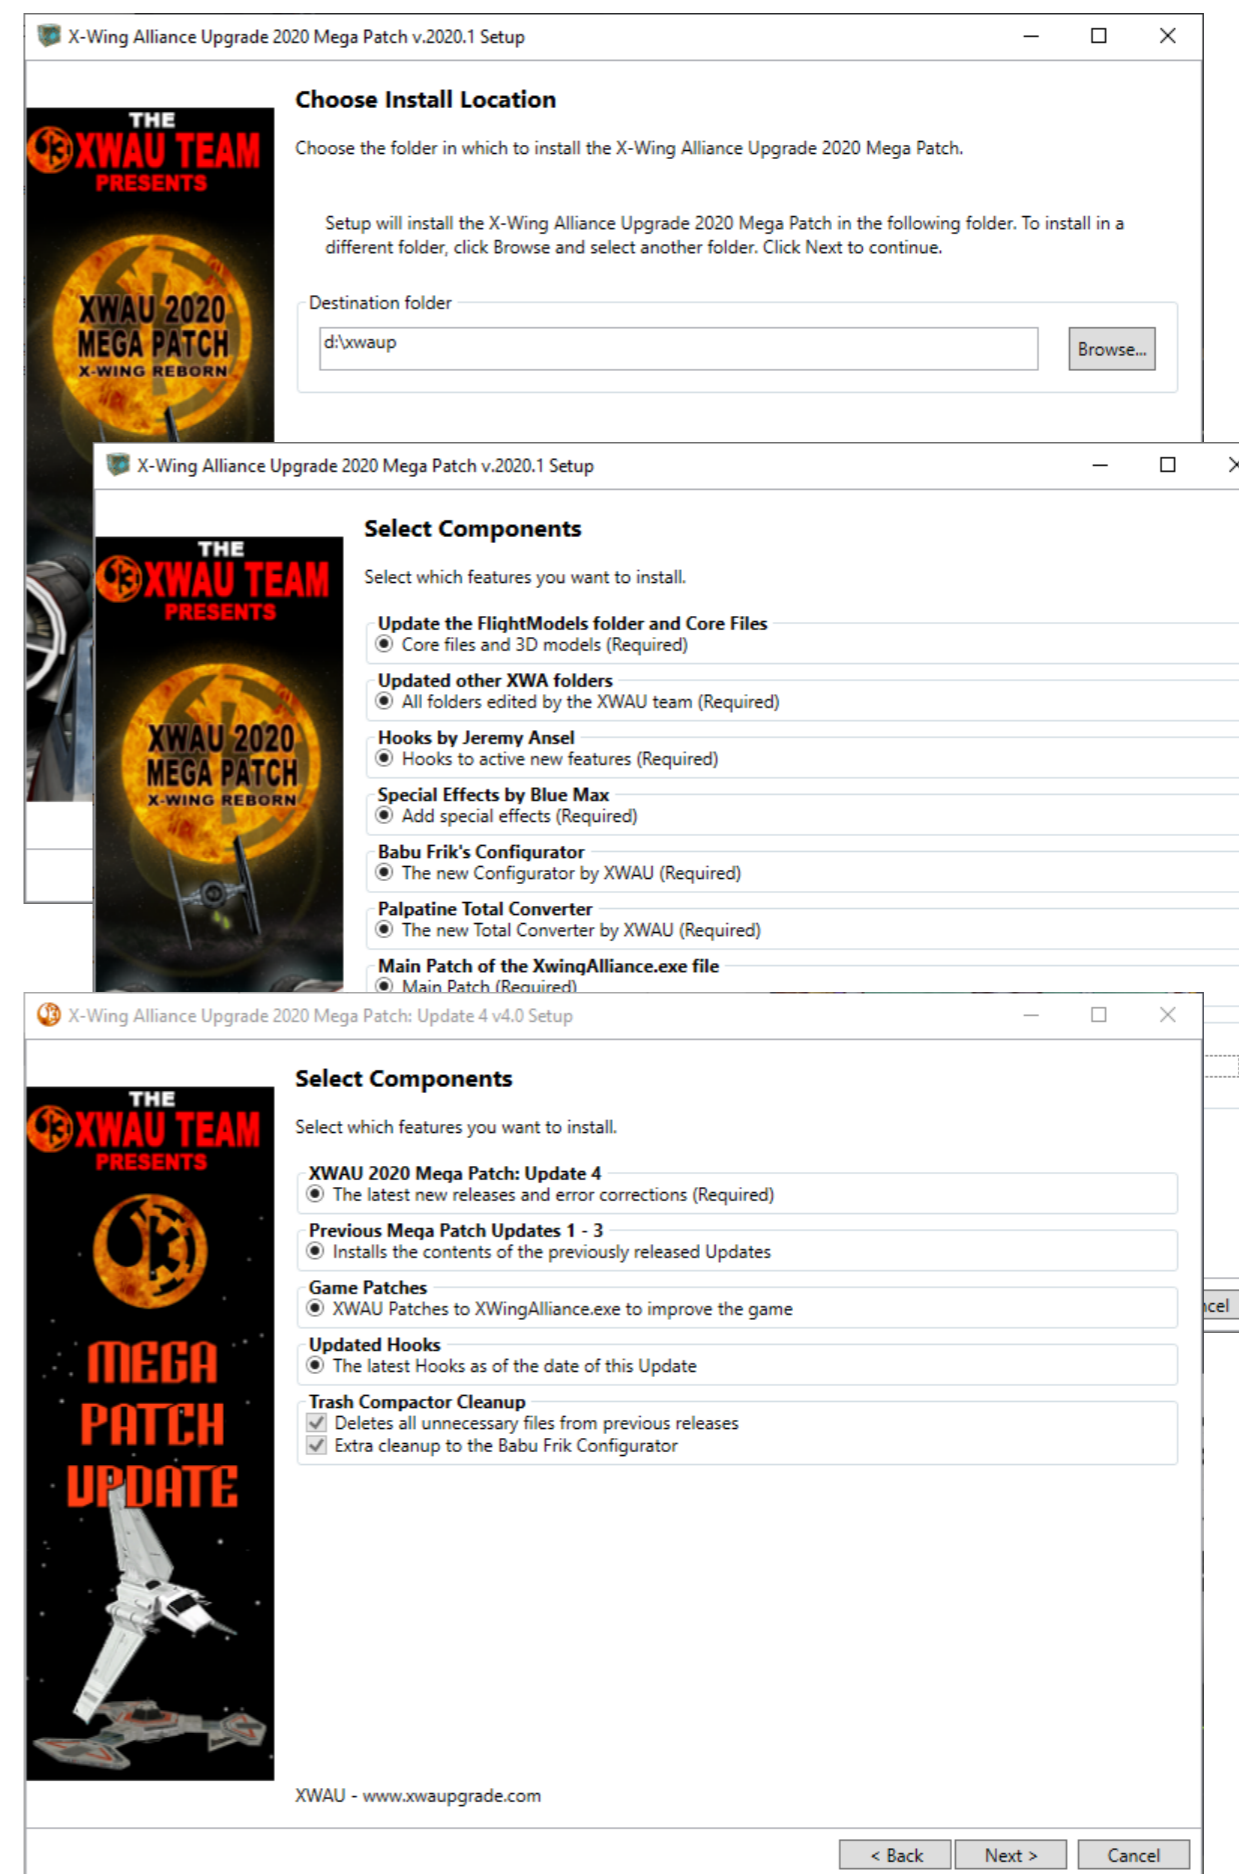 X-Wing Alliance Upgrade 2020 Mega Patch v.2020.1 Setup
THE
XWAU TEAM
PRESENTS
XWAU 2020
MEGA PATCH
X-WING REBORN
Choose Install Location
Choose the folder in which to install the X-Wing Alliance Upgrade 2020 Mega Patch.
Setup will install the X-Wing Alliance Upgrade 2020 Mega Patch in the following folder. To install in a
different folder, click Browse and select another folder. Click Next to continue.
Destination folder
d:\xwaup
Browse...
X-Wing Alliance Upgrade 2020 Mega Patch v.2020.1 Setup
THE
XWAU TEAM
PRESENTS
XWAU 2020
MEGA PATCH
X-WING REBORN
Select Components
Select which features you want to install.
Update the FlightModels folder and Core Files
Core files and 3D models (Required)
Updated other XWA folders
All folders edited by the XWAU team (Required)
Hooks by Jeremy Ansel
Hooks to active new features (Required)
Special Effects by Blue Max
Add special effects (Required)
Babu Frik's Configurator
The new Configurator by XWAU (Required)
Palpatine Total Converter
The new Total Converter by XWAU (Required)
Main Patch of the XwingAlliance.exe file
Main Patch (Required)
ncel
X-Wing Alliance Upgrade 2020 Mega Patch: Update 4 v4.0 Setup
THE
XWAU TEAM
PRESENTS
MEGA
PATCH
UPDATE
Select Components
Select which features you want to install.
XWAU 2020 Mega Patch: Update 4
The latest new releases and error corrections (Required)
Previous Mega Patch Updates 1 - 3
Installs the contents of the previously released Updates
Game Patches
XWAU Patches to XWingAlliance.exe to improve the game
Updated Hooks
The latest Hooks as of the date of this Update
Trash Compactor Cleanup
Deletes all unnecessary files from previous releases
Extra cleanup to the Babu Frik Configurator
XWAU - www.xwaupgrade.com
< Back
Next >
Cancel